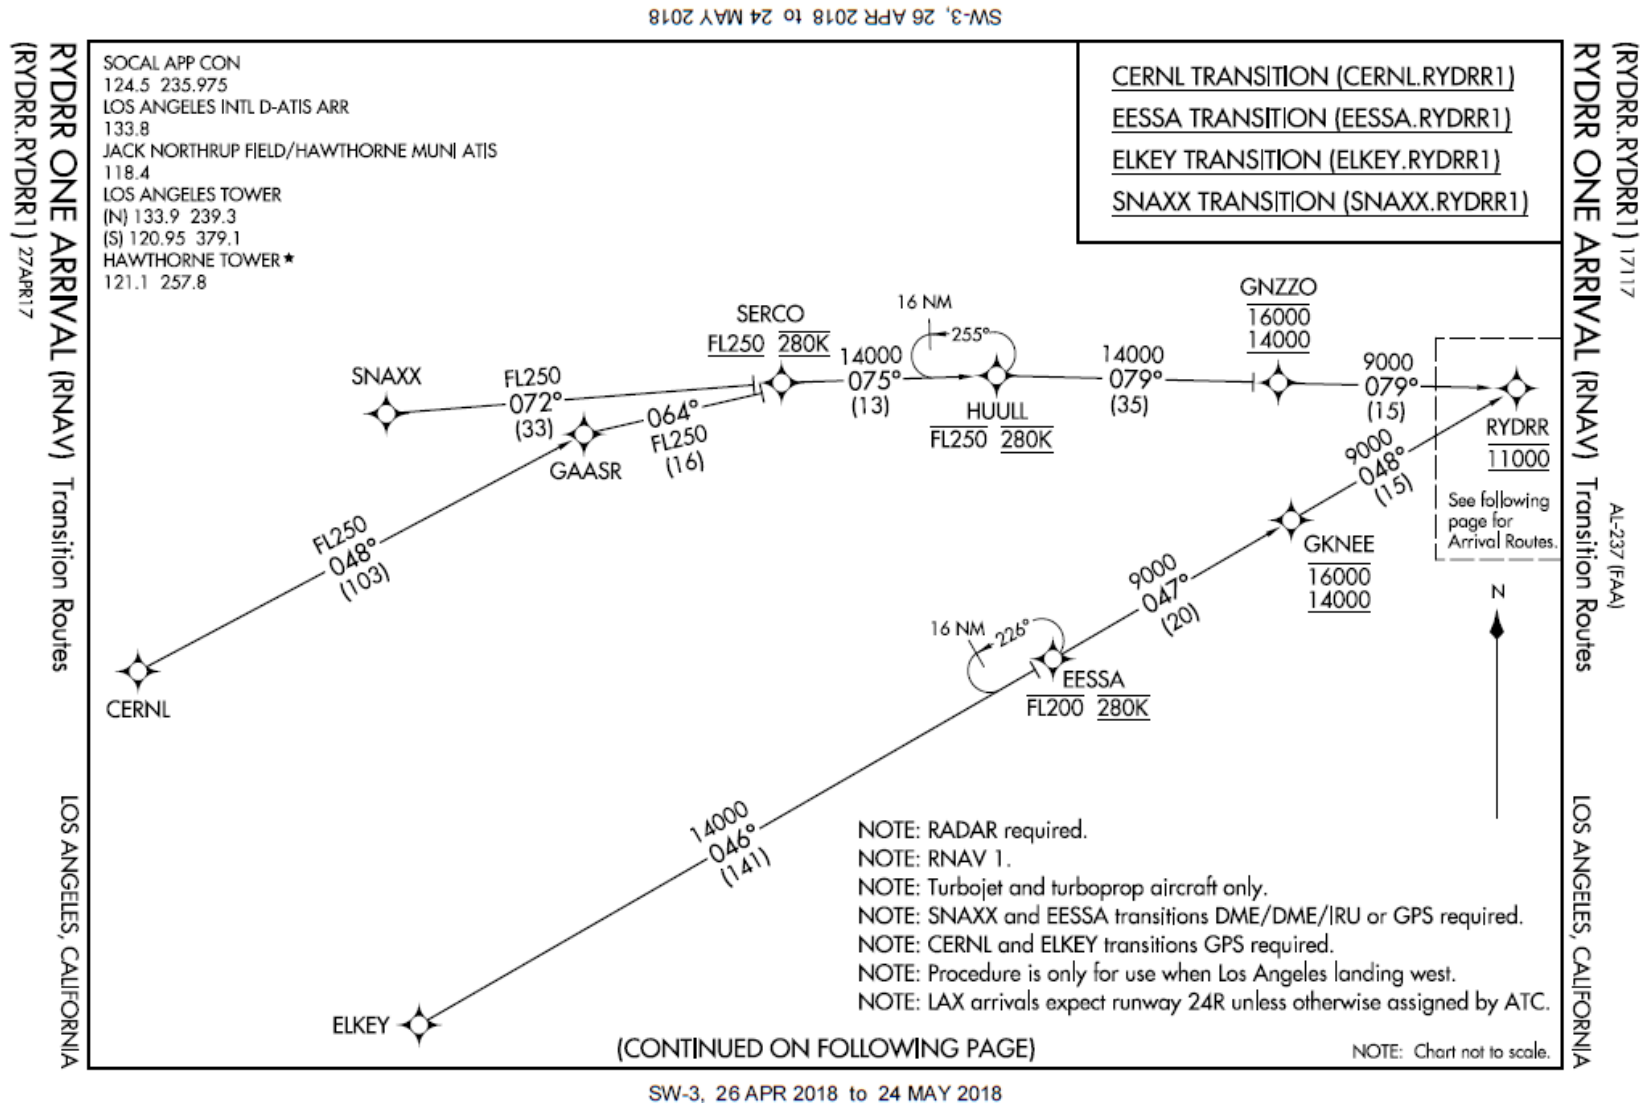 SW-3, 26 APR 2018 to 24 MAY 2018
(RYDRR.RYDRR1) 27APR17
RYDRR ONE ARRIVAL (RNAV) Transition Routes
LOS ANGELES, CALIFORNIA
SOCAL APP CON
124.5 235.975
LOS ANGELES INTL D-ATIS ARR
133.8
JACK NORTHRUP FIELD/HAWTHORNE MUNI ATIS
118.4
LOS ANGELES TOWER
(N) 133.9 239.3
(S) 120.95 379.1
HAWTHORNE TOWER★
121.1 257.8
CERNL TRANSITION (CERNL.RYDRR1)
EESSA TRANSITION (EESSA.RYDRR1)
ELKEY TRANSITION (ELKEY.RYDRR1)
SNAXX TRANSITION (SNAXX.RYDRR1)
SNAXX
FL250
072°
(33)
GAASR
064°
FL250
(16)
SERCO
FL250 280K
14000
075°
(13)
16 NM
255°
HUULL
FL250 280K
14000
079°
(35)
GNZZO
16000
14000
9000
079°
(15)
RYDRR
11000
See following
page for
Arrival Routes.
9000
048°
(15)
GKNEE
16000
14000
N
9000
047°
(20)
16 NM
226°
EESSA
FL200 280K
FL250
048°
(103)
CERNL
14000
046°
(141)
ELKEY
NOTE: RADAR required.
NOTE: RNAV 1.
NOTE: Turbojet and turboprop aircraft only.
NOTE: SNAXX and EESSA transitions DME/DME/IRU or GPS required.
NOTE: CERNL and ELKEY transitions GPS required.
NOTE: Procedure is only for use when Los Angeles landing west.
NOTE: LAX arrivals expect runway 24R unless otherwise assigned by ATC.
(CONTINUED ON FOLLOWING PAGE)
NOTE: Chart not to scale.
(RYDRR.RYDRR1) 17117
RYDRR ONE ARRIVAL (RNAV) Transition Routes
AL-237 (FAA)
LOS ANGELES, CALIFORNIA
SW-3, 26 APR 2018 to 24 MAY 2018